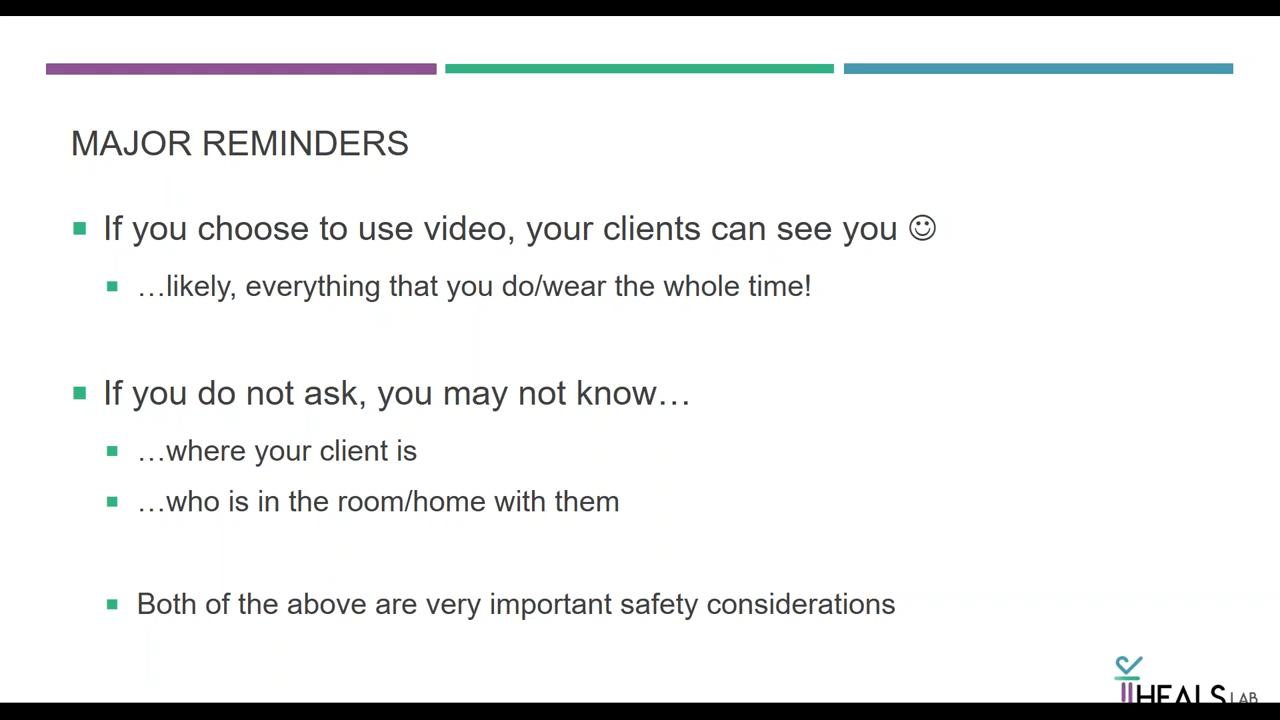 MAJOR REMINDERS
If you choose to use video, your clients can see you ☺
…likely, everything that you do/wear the whole time!
If you do not ask, you may not know…
…where your client is
…who is in the room/home with them
Both of the above are very important safety considerations
HEALS LAB